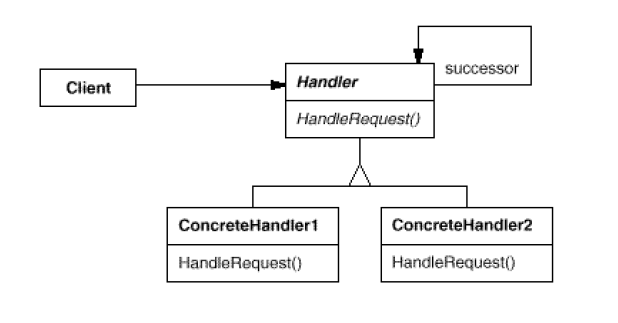 Client
Handler
successor
HandleRequest()
ConcreteHandler1
HandleRequest()
ConcreteHandler2
HandleRequest()